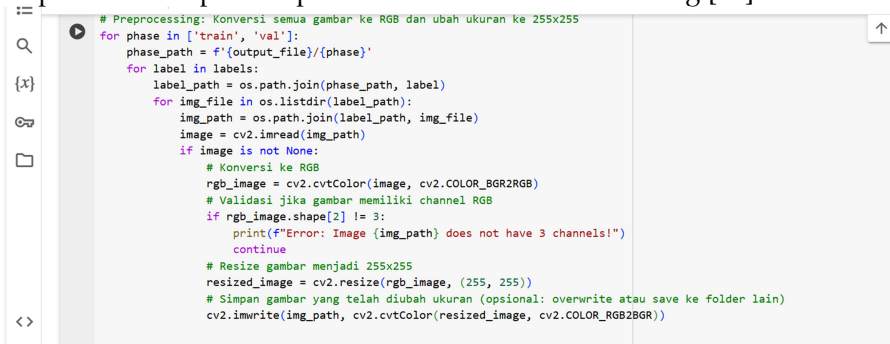 # Preprocessing: Konversi semua gambar ke RGB dan ubah ukuran ke 255x255
for phase in ['train', 'val']:
    phase_path = f'{output_file}/{phase}'
    for label in labels:
        label_path = os.path.join(phase_path, label)
        for img_file in os.listdir(label_path):
            img_path = os.path.join(label_path, img_file)
            image = cv2.imread(img_path)
            if image is not None:
                # Konversi ke RGB
                rgb_image = cv2.cvtColor(image, cv2.COLOR_BGR2RGB)
                # Validasi jika gambar memiliki channel RGB
                if rgb_image.shape[2] != 3:
                    print(f"Error: Image {img_path} does not have 3 channels!")
                    continue
                # Resize gambar menjadi 255x255
                resized_image = cv2.resize(rgb_image, (255, 255))
                # Simpan gambar yang telah diubah ukuran (opsional: overwrite atau save ke folder lain)
                cv2.imwrite(img_path, cv2.cvtColor(resized_image, cv2.COLOR_RGB2BGR))
{x}
<>